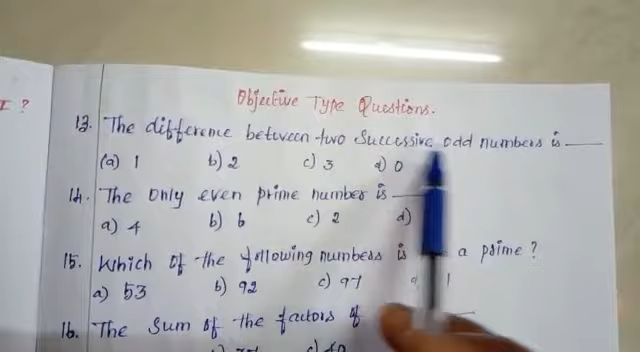 I ?
Objective Type Questions.
13. The difference between two Successive odd numbers is
(a) 1 b) 2 c) 3 d) 0
14. The only even prime number is
a) 4 b) 6 c) 2 d)
15. Which of the following numbers is a prime ?
a) 53 b) 92 c) 97 1
16. The Sum of the factors of